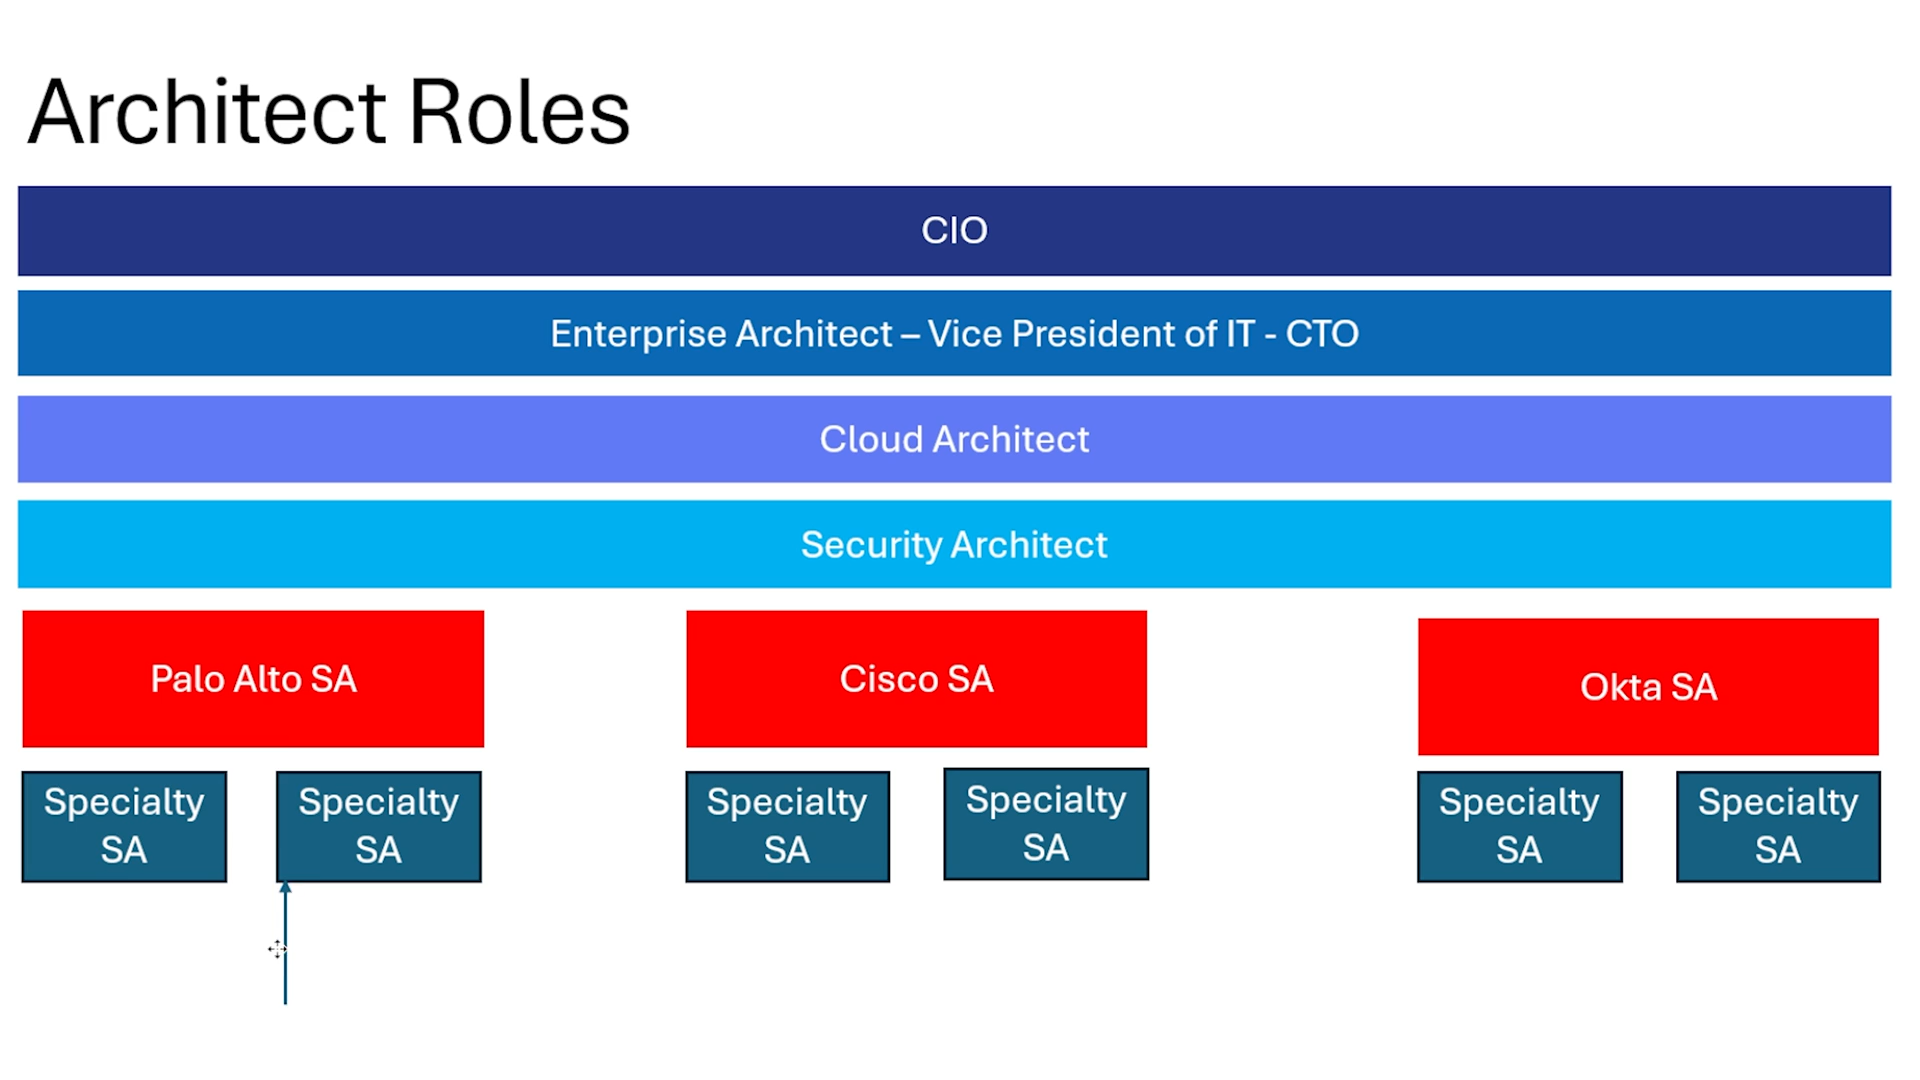 Architect Roles
CIO
Enterprise Architect – Vice President of IT - CTO
Cloud Architect
Security Architect
Palo Alto SA
Cisco SA
Okta SA
Specialty
SA
Specialty
SA
Specialty
SA
Specialty
SA
Specialty
SA
Specialty
SA